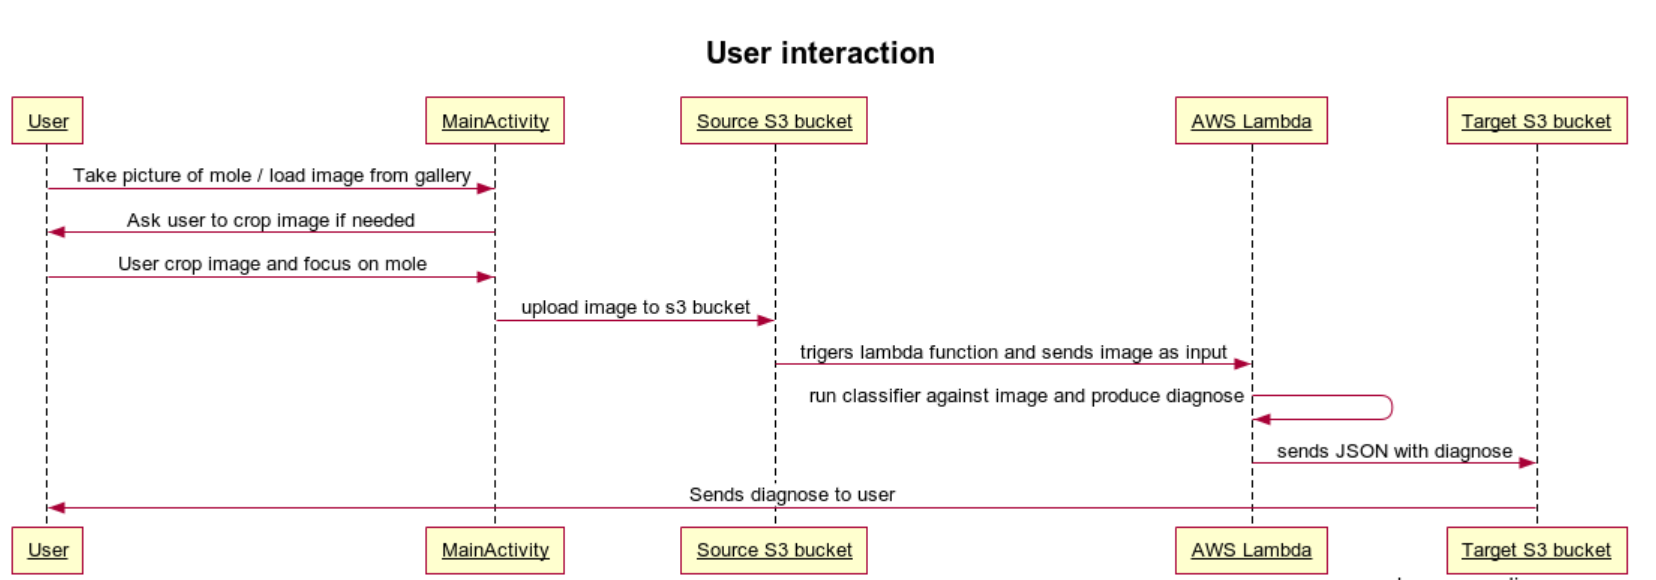 User interaction
User MainActivity Source S3 bucket AWS Lambda Target S3 bucket
Take picture of mole / load image from gallery
Ask user to crop image if needed
User crop image and focus on mole
upload image to s3 bucket
trigers lambda function and sends image as input
run classifier against image and produce diagnose
sends JSON with diagnose
Sends diagnose to user
User MainActivity Source S3 bucket AWS Lambda Target S3 bucket